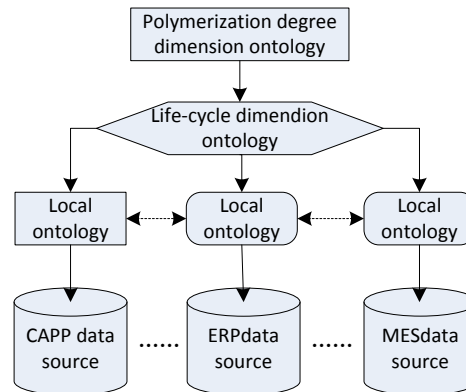 Polymerization degree
dimension ontology
Life-cycle dimendion
ontology
Local
ontology
Local
ontology
Local
ontology
CAPP data
source
......
ERPdata
source
......
MESdata
source